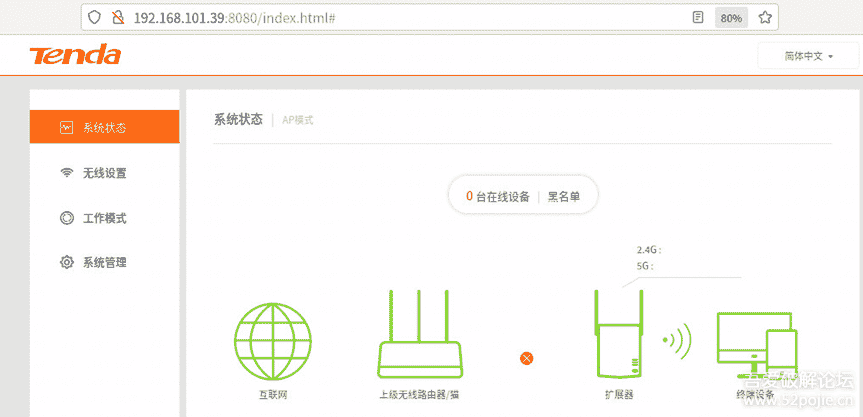 192.168.101.39:8080/index.html#
80%
Tenda
简体中文
系统状态
无线设置
工作模式
系统管理
系统状态 | AP模式
0 台在线设备 | 黑名单
2.4G :
5G :
互联网
上级无线路由器/猫
扩展器
终端设备
吾爱破解论坛
www.52pojie.cn